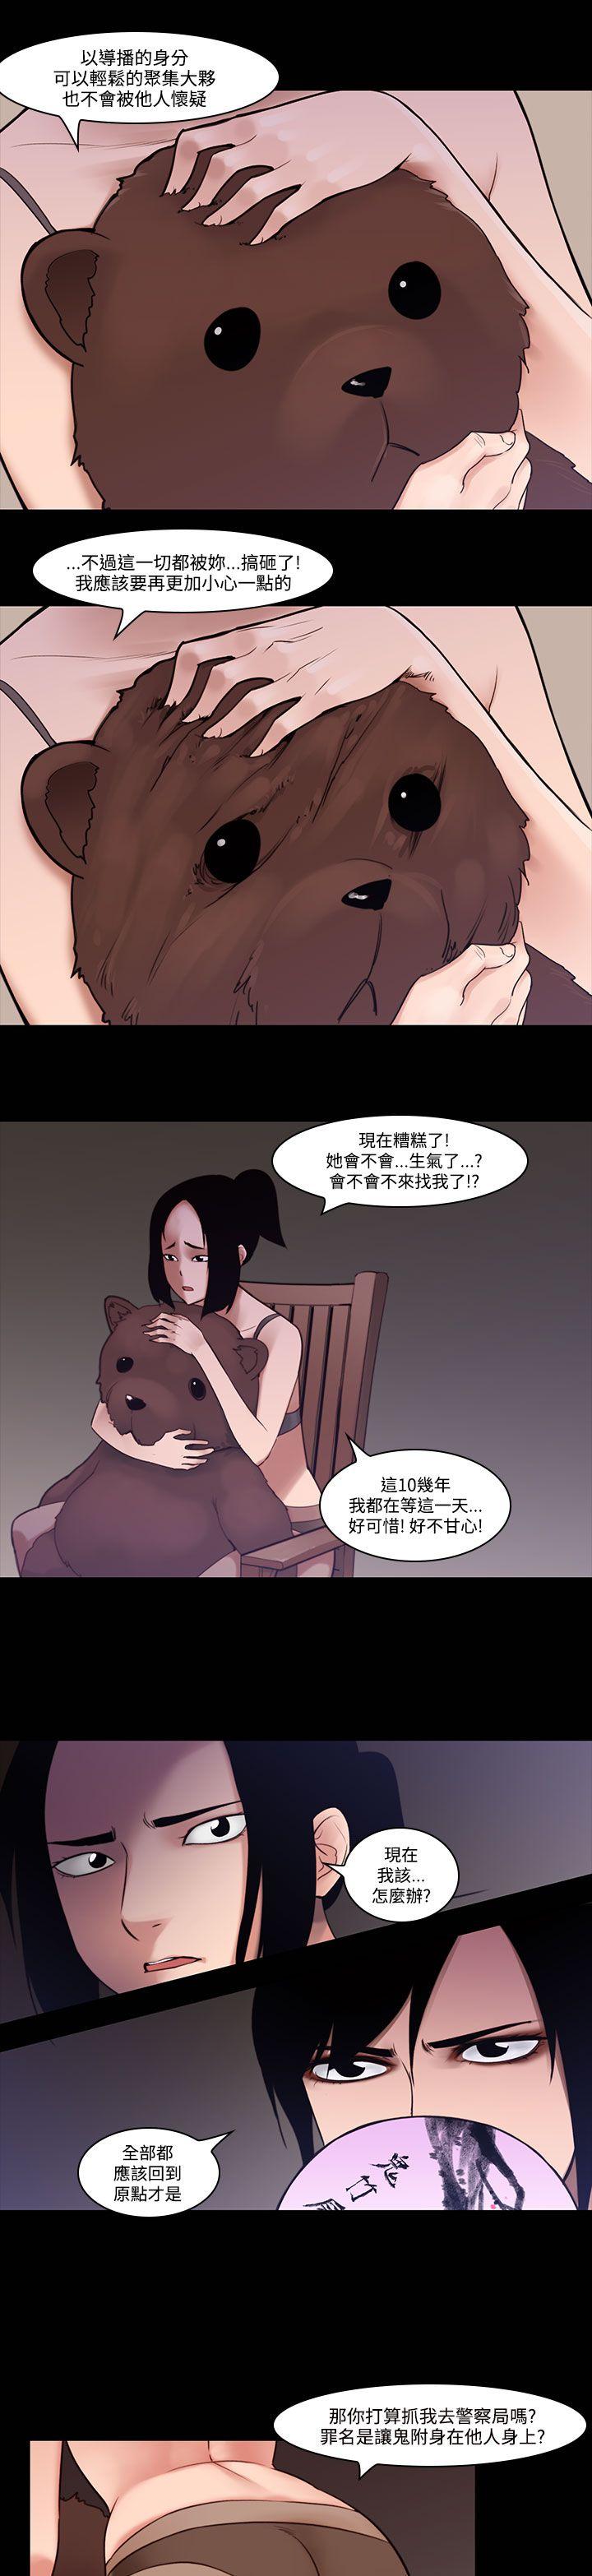 以導播的身分
可以輕鬆的聚集大夥
也不會被他人懷疑
...不過這一切都被妳...搞砸了!
我應該要再更加小心一點的
現在糟糕了!
她會不會...生氣了...?
會不會不來找我了!?
這10幾年
我都在等這一天...
好可惜! 好不甘心!
現在
我該...
怎麼辦?
全部都
應該回到
原點才是
那你打算抓我去警察局嗎?
罪名是讓鬼附身在他人身上?